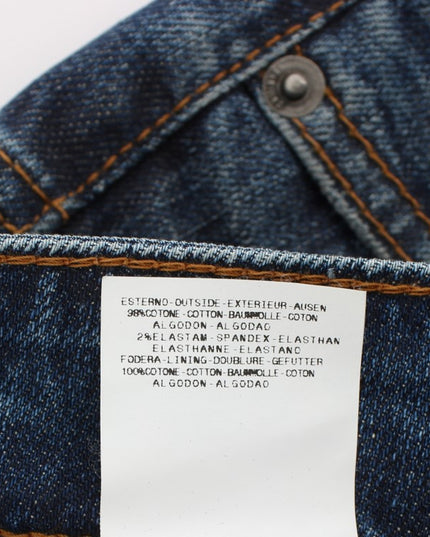 ESTERNO-OUTSIDE-EXTERIEUR-AUSEN
98%COTONE-COTTON-BAUMWOLLE-COTON
ALGODON-ALGODAO
2%ELASTAM-SPANDEX-ELASTHAN
ELASTHANNE-ELASTANO
FODERA-LINING-DOUBLURE-GEFUTTER
100%COTONE-COTTON-BAUMWOLLE-COTON
ALGODON-ALGODAO